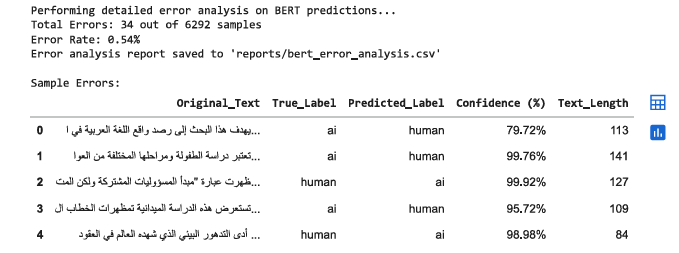 Performing detailed error analysis on BERT predictions...
Total Errors: 34 out of 6292 samples
Error Rate: 0.54%
Error analysis report saved to 'reports/bert_error_analysis.csv'
Sample Errors:
Original_Text True_Label Predicted_Label Confidence (%) Text_Length
0 يهدف هذا البحث إلى رصد واقع اللغة العربية في ا... ai human 79.72% 113
1 تعتبر دراسة الطفولة ومراحلها المختلفة من العوا... ai human 99.76% 141
2 ظهرت عبارة "مبدأ المسؤوليات المشتركة ولكن المت... human ai 99.92% 127
3 تستعرض هذه الدراسة الميدانية تمظهرات الخطاب ال... ai human 95.72% 109
4 أدى التدهور البيئي الذي شهده العالم في العقود ... human ai 98.98% 84